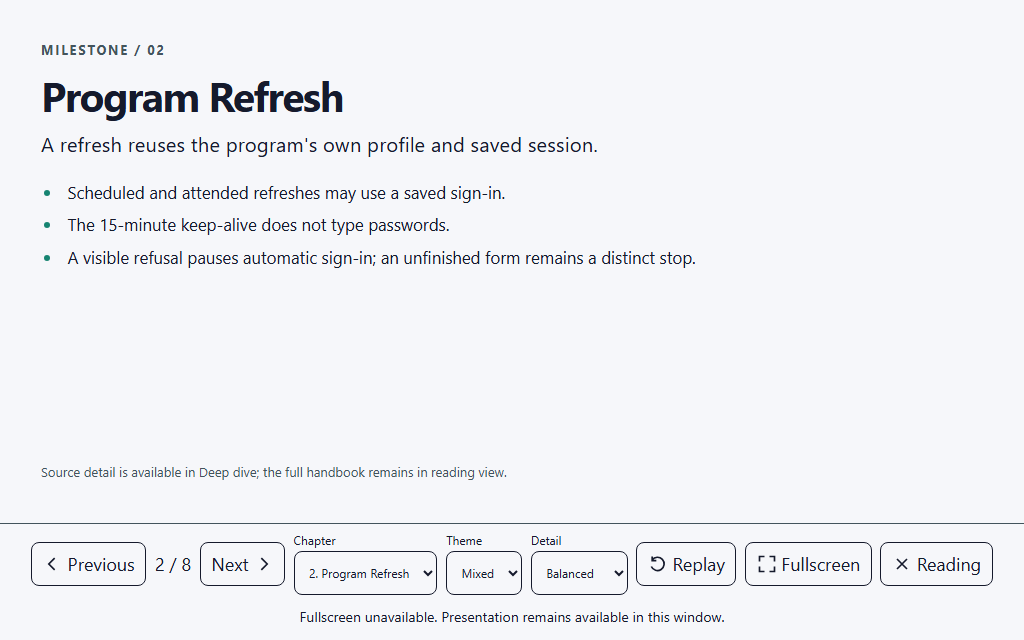 MILESTONE / 02
Program Refresh
A refresh reuses the program's own profile and saved session.
Scheduled and attended refreshes may use a saved sign-in.
The 15-minute keep-alive does not type passwords.
A visible refusal pauses automatic sign-in; an unfinished form remains a distinct stop.
Source detail is available in Deep dive; the full handbook remains in reading view.
Chapter Theme Detail
Previous 2 / 8 Next 2. Program Refresh Mixed Balanced Replay Fullscreen Reading
Fullscreen unavailable. Presentation remains available in this window.